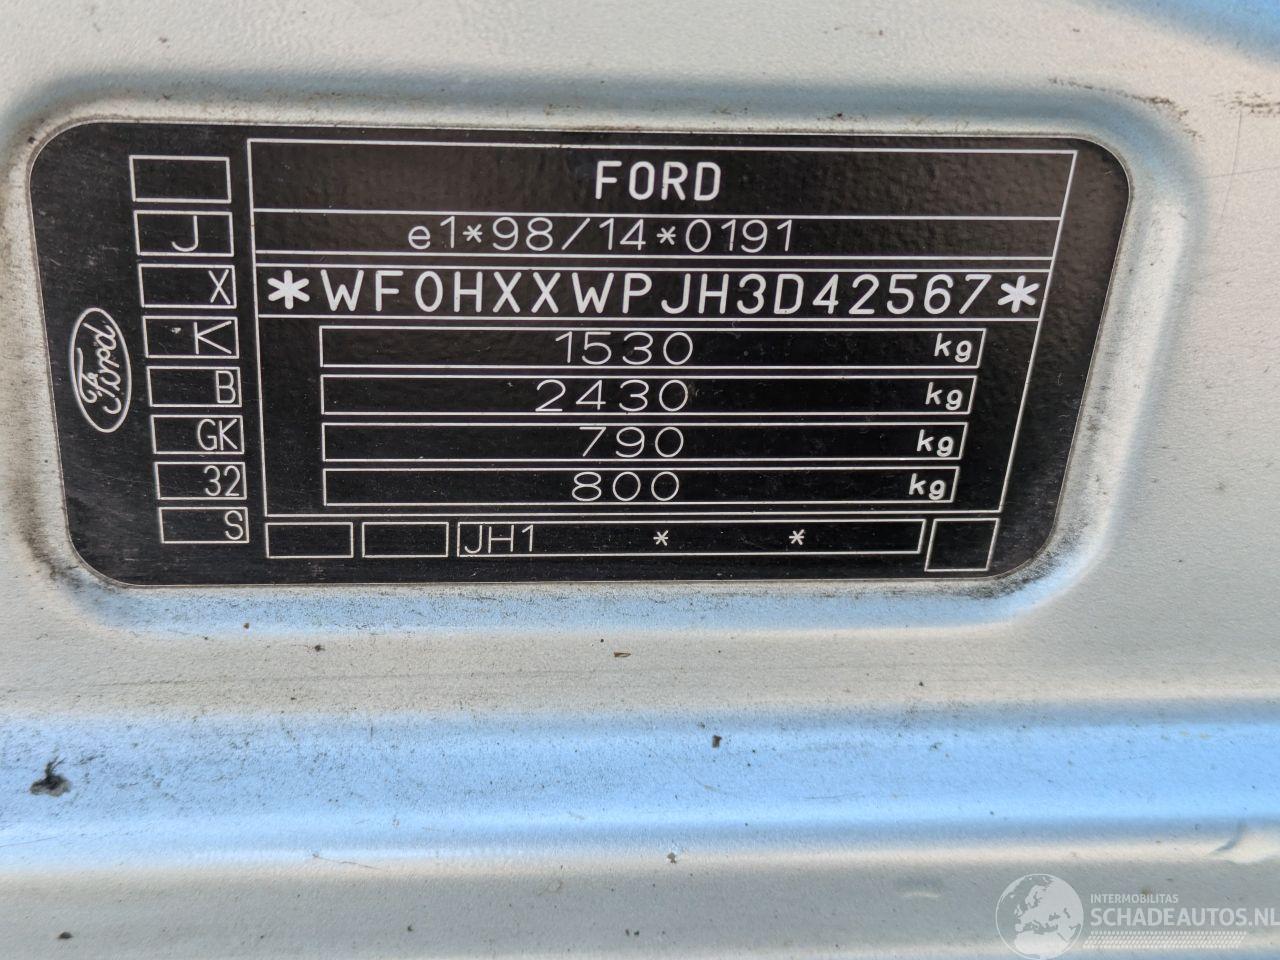 FORD
e1*98/14*0191
*WF0HXXWPJH3D42567*
1530 kg
2430 kg
790 kg
800 kg
JH1 * *
J
X
K
B
GK
32
S
Ford
INTERMOBILITAS
SCHADEAUTOS.NL